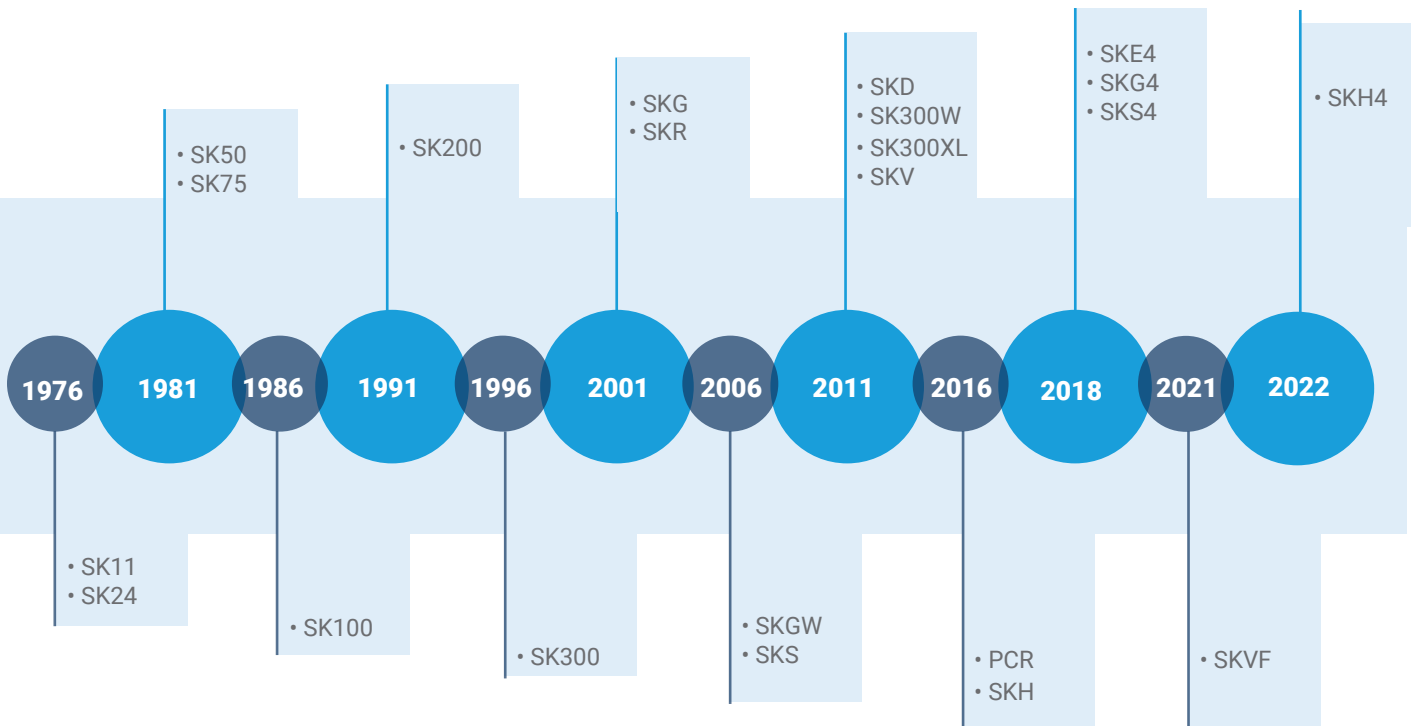 • SK50
• SK75
• SK200
• SKG
• SKR
• SKD
• SK300W
• SK300XL
• SKV
• SKE4
• SKG4
• SKS4
• SKH4
1976
1981
1986
1991
1996
2001
2006
2011
2016
2018
2021
2022
• SK11
• SK24
• SK100
• SK300
• SKGW
• SKS
• PCR
• SKH
• SKVF